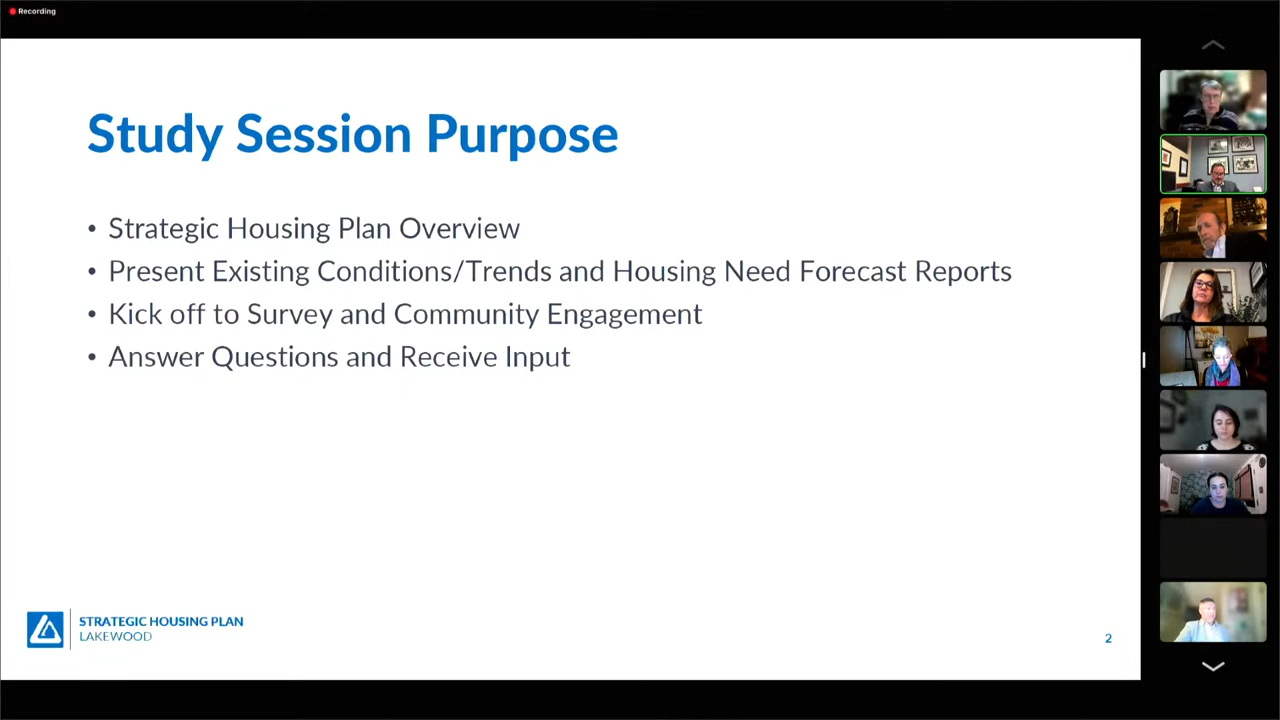 Recording
Study Session Purpose
• Strategic Housing Plan Overview
• Present Existing Conditions/Trends and Housing Need Forecast Reports
• Kick off to Survey and Community Engagement
• Answer Questions and Receive Input
STRATEGIC HOUSING PLAN
LAKEWOOD
2